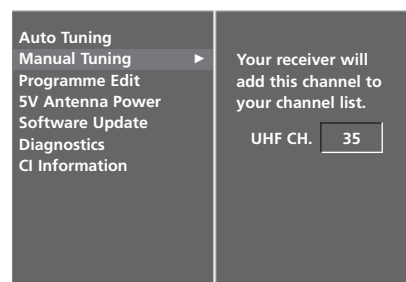 Auto Tuning
Manual Tuning ►
Programme Edit
5V Antenna Power
Software Update
Diagnostics
CI Information
Your receiver will
add this channel to
your channel list.
UHF CH. 35